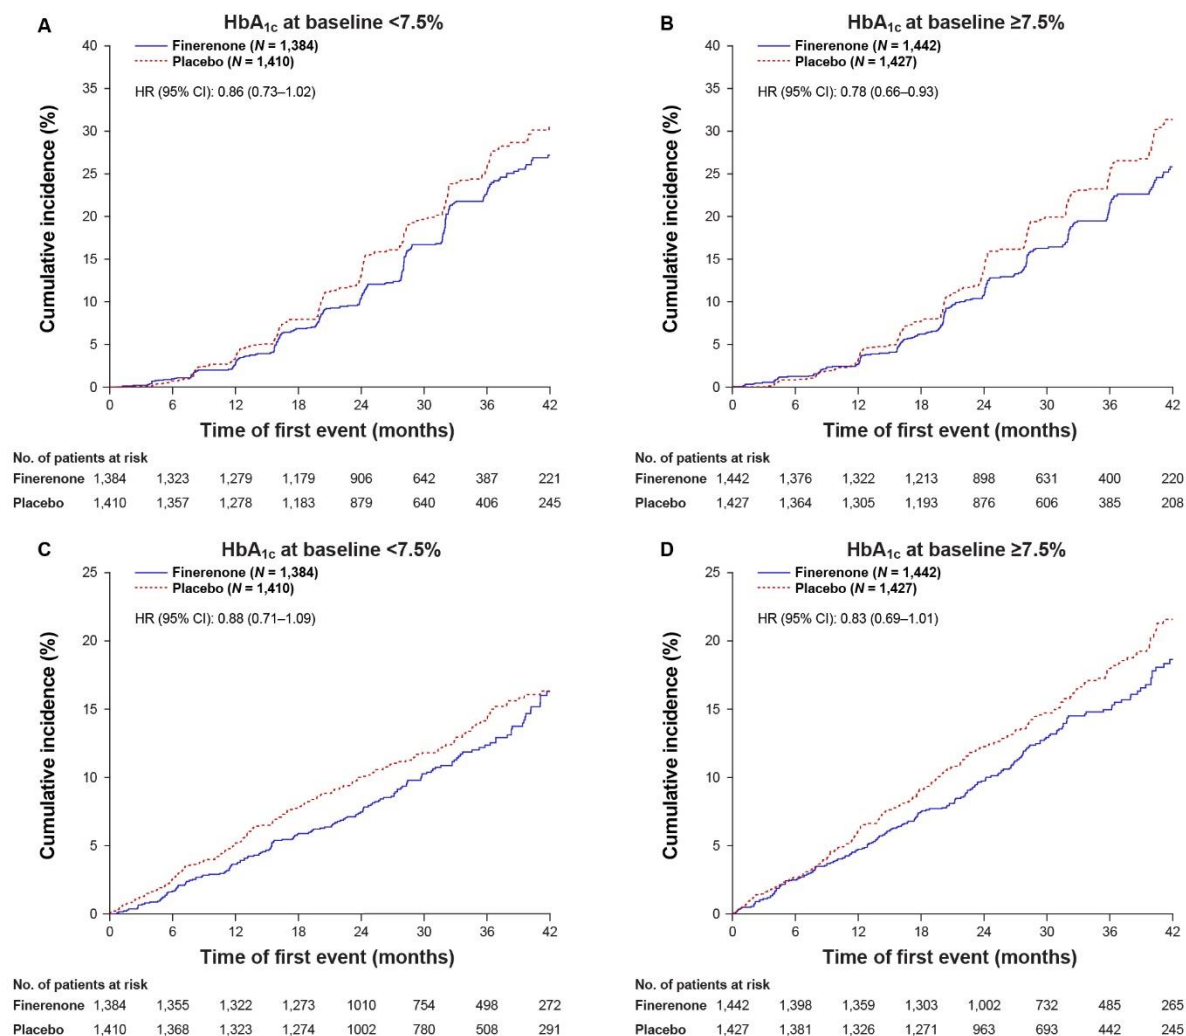 A
HbA1c at baseline <7.5%
Finerenone (N = 1,384)
Placebo (N = 1,410)
HR (95% CI): 0.86 (0.73–1.02)
Cumulative incidence (%)
40
35
30
25
20
15
10
5
0
0 6 12 18 24 30 36 42
Time of first event (months)
No. of patients at risk
Finerenone 1,384 1,323 1,279 1,179 906 642 387 221
Placebo 1,410 1,357 1,278 1,183 879 640 406 245
B
HbA1c at baseline ≥7.5%
Finerenone (N = 1,442)
Placebo (N = 1,427)
HR (95% CI): 0.78 (0.66–0.93)
Cumulative incidence (%)
40
35
30
25
20
15
10
5
0
0 6 12 18 24 30 36 42
Time of first event (months)
No. of patients at risk
Finerenone 1,442 1,376 1,322 1,213 898 631 400 220
Placebo 1,427 1,364 1,305 1,193 876 606 385 208
C
HbA1c at baseline <7.5%
Finerenone (N = 1,384)
Placebo (N = 1,410)
HR (95% CI): 0.88 (0.71–1.09)
Cumulative incidence (%)
25
20
15
10
5
0
0 6 12 18 24 30 36 42
Time of first event (months)
No. of patients at risk
Finerenone 1,384 1,355 1,322 1,273 1010 754 498 272
Placebo 1,410 1,368 1,323 1,274 1002 780 508 291
D
HbA1c at baseline ≥7.5%
Finerenone (N = 1,442)
Placebo (N = 1,427)
HR (95% CI): 0.83 (0.69–1.01)
Cumulative incidence (%)
25
20
15
10
5
0
0 6 12 18 24 30 36 42
Time of first event (months)
No. of patients at risk
Finerenone 1,442 1,398 1,359 1,303 1,002 732 485 265
Placebo 1,427 1,381 1,326 1,271 963 693 442 245